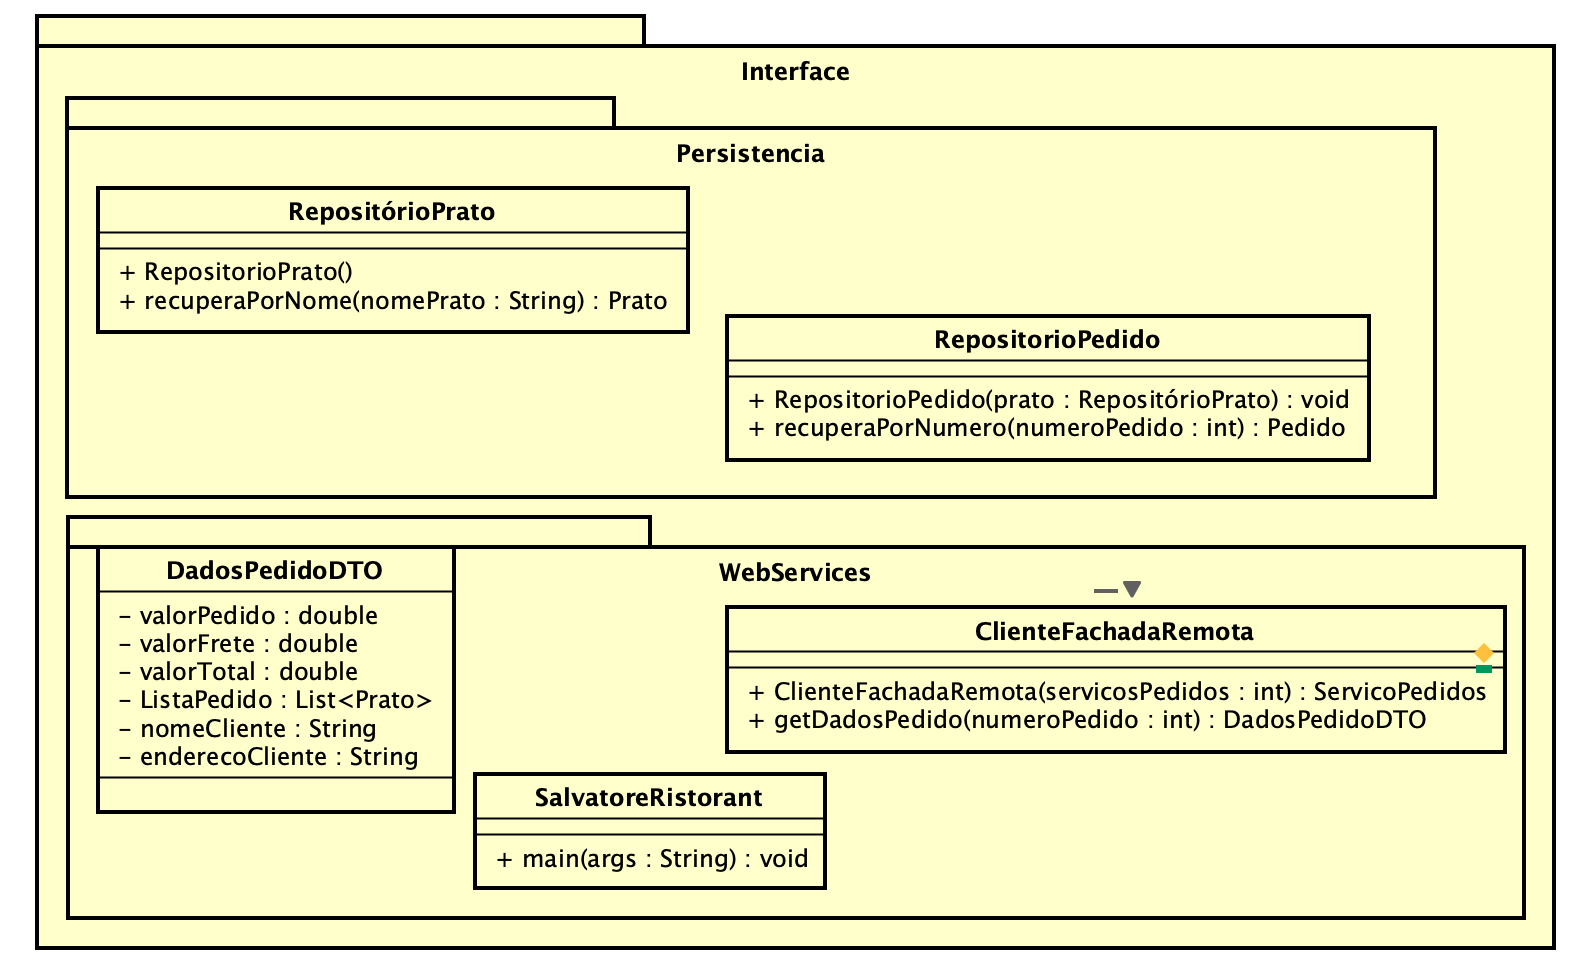 Interface
Persistencia
RepositórioPrato
+ RepositorioPrato()
+ recuperaPorNome(nomePrato : String) : Prato
RepositorioPedido
+ RepositorioPedido(prato : RepositórioPrato) : void
+ recuperaPorNumero(numeroPedido : int) : Pedido
WebServices
DadosPedidoDTO
- valorPedido : double
- valorFrete : double
- valorTotal : double
- ListaPedido : List<Prato>
- nomeCliente : String
- enderecoCliente : String
ClienteFachadaRemota
+ ClienteFachadaRemota(servicosPedidos : int) : ServicoPedidos
+ getDadosPedido(numeroPedido : int) : DadosPedidoDTO
SalvatoreRistorant
+ main(args : String) : void